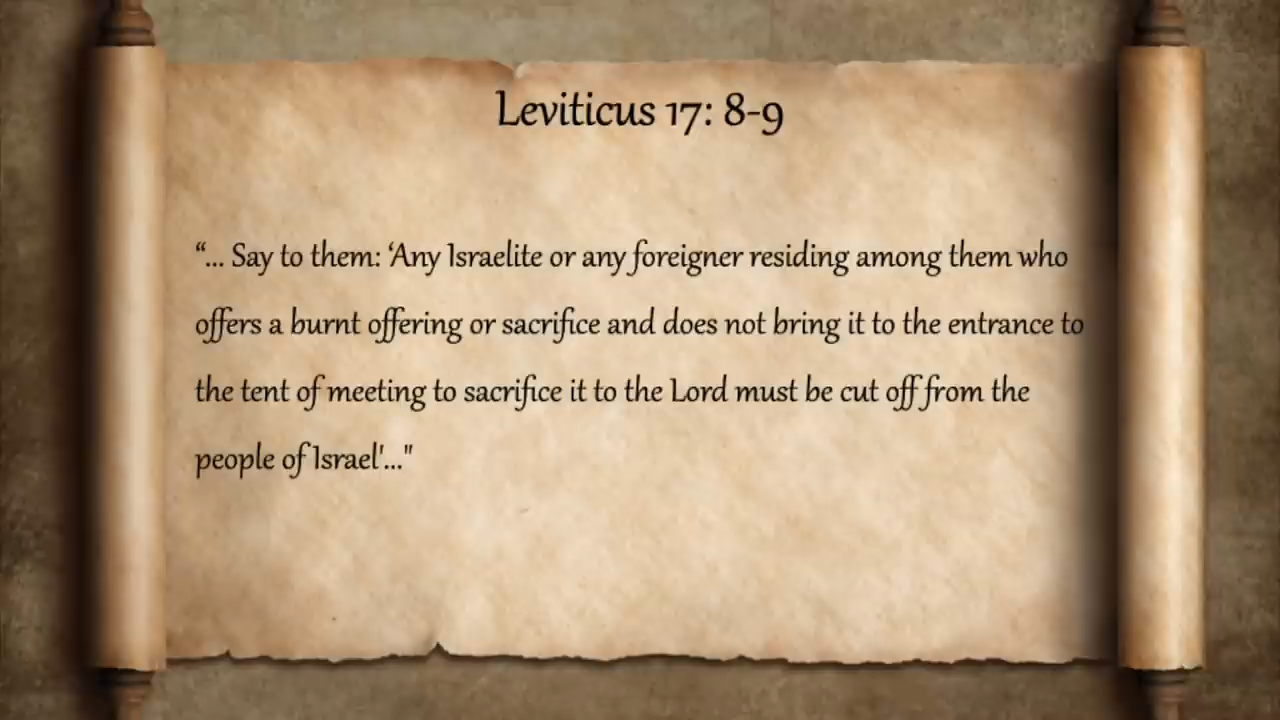 Leviticus 17: 8-9
“... Say to them: ‘Any Israelite or any foreigner residing among them who
offers a burnt offering or sacrifice and does not bring it to the entrance to
the tent of meeting to sacrifice it to the Lord must be cut off from the
people of Israel'..."